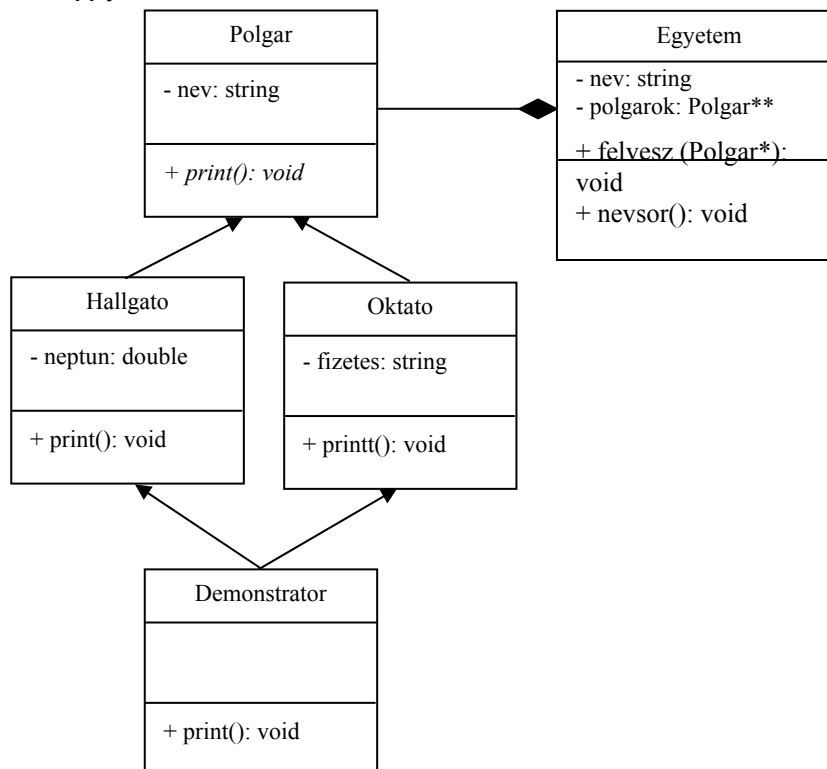 Polgar
- nev: string
+ print(): void
Egyetem
- nev: string
- polgarok: Polgar**
+ felvesz (Polgar*):
void
+ nevsor(): void
Hallgato
- neptun: double
+ print(): void
Oktato
- fizetes: string
+ printt(): void
Demonstrator
+ print(): void